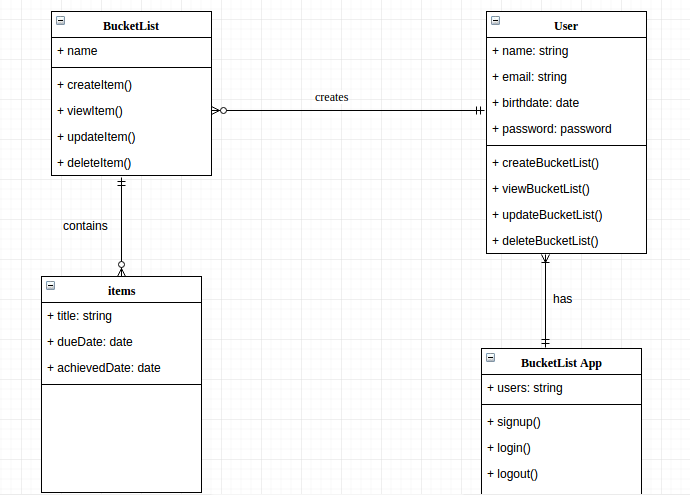 BucketList
+ name
+ createItem()
+ viewItem()
+ updateItem()
+ deleteItem()
creates
User
+ name: string
+ email: string
+ birthdate: date
+ password: password
+ createBucketList()
+ viewBucketList()
+ updateBucketList()
+ deleteBucketList()
contains
items
+ title: string
+ dueDate: date
+ achievedDate: date
has
BucketList App
+ users: string
+ signup()
+ login()
+ logout()